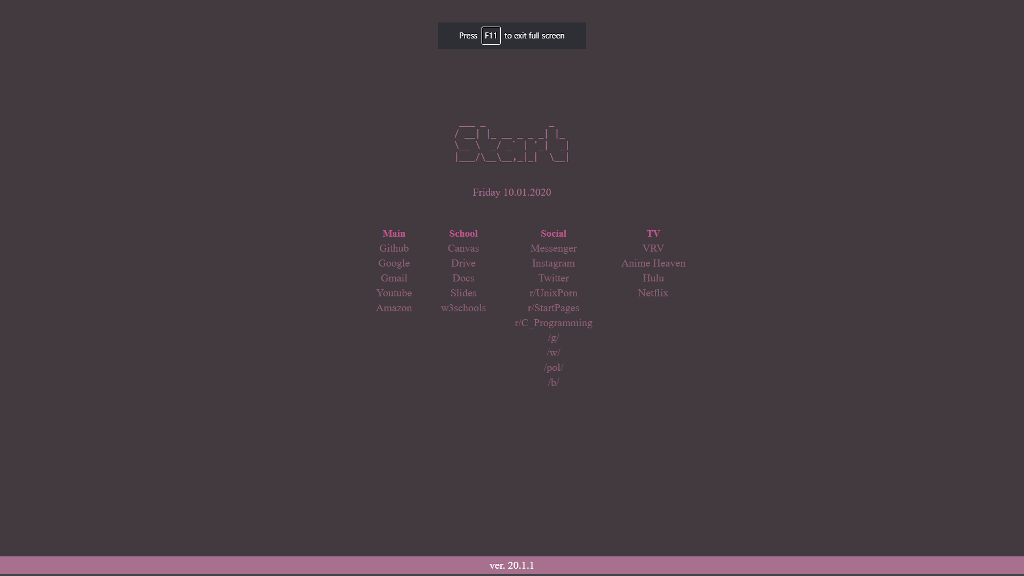 Press F11 to exit full screen
Start
Friday 10.01.2020
Main
Github
Google
Gmail
Youtube
Amazon
School
Canvas
Drive
Docs
Slides
w3schools
Social
Messenger
Instagram
Twitter
r/UnixPorn
r/StartPages
r/C_Programming
/g/
/w/
/pol/
/b/
TV
VRV
Anime Heaven
Hulu
Netflix
ver. 20.1.1